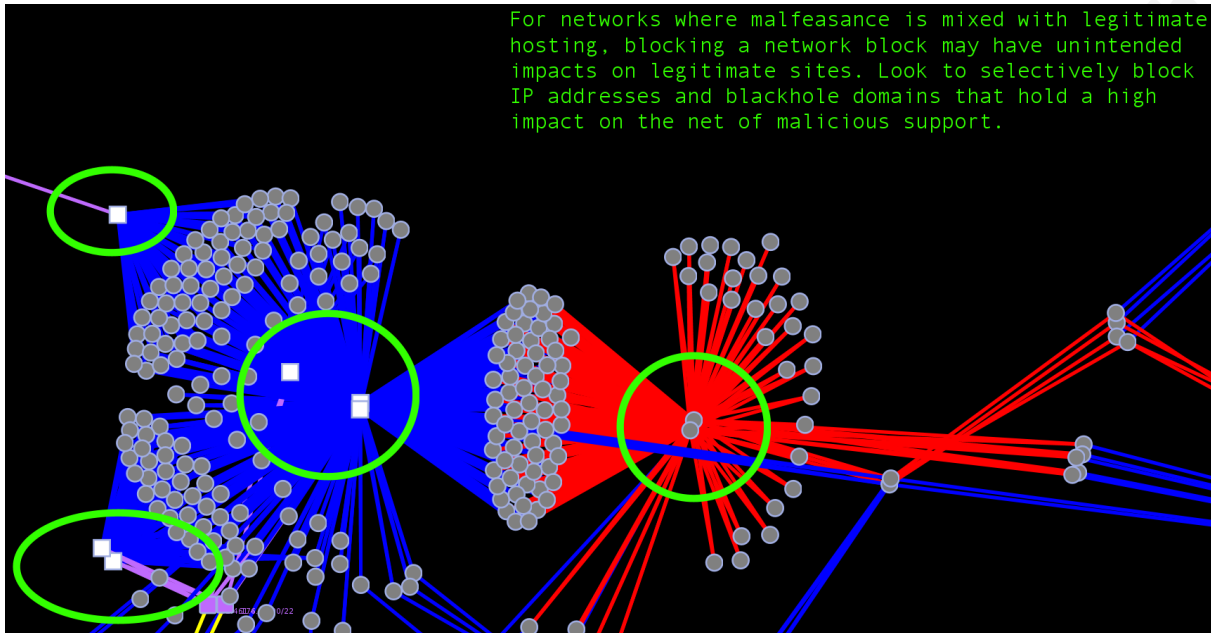 For networks where malfeasance is mixed with legitimate
hosting, blocking a network block may have unintended
impacts on legitimate sites. Look to selectively block
IP addresses and blackhole domains that hold a high
impact on the net of malicious support.